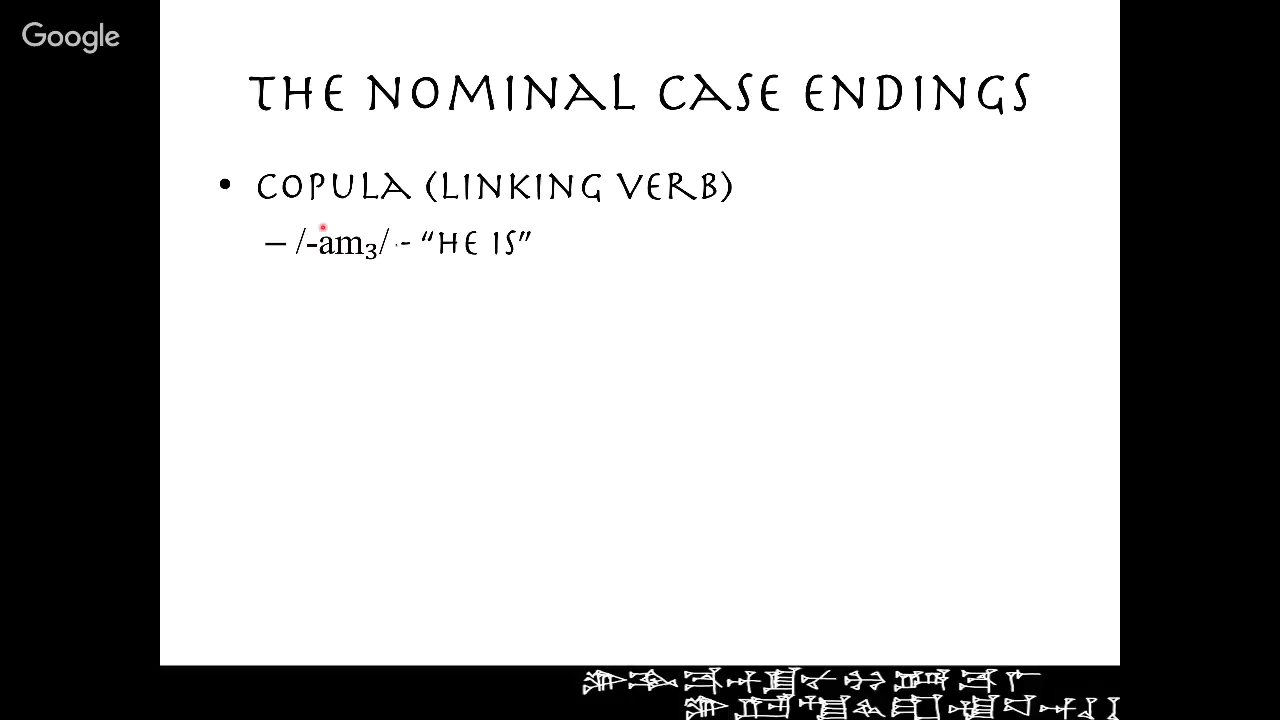 Google
THE NOMINAL CASE ENDINGS
• COPULA (LINKING VERB)
– /-am₃/ - “HE IS”